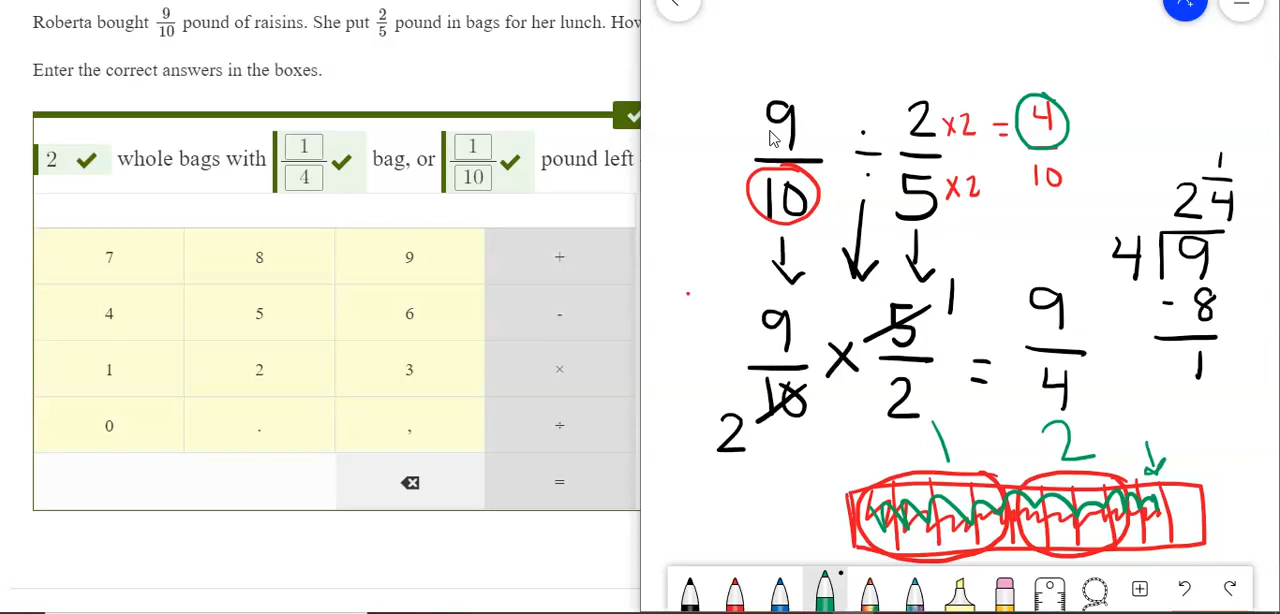 Roberta bought 9/10 pound of raisins. She put 2/5 pound in bags for her lunch. How
Enter the correct answers in the boxes.
2 whole bags with 1/4 bag, or 1/10 pound left
7 8 9 +
4 5 6 -
1 2 3 ×
0 . , ÷
=
9/10 ÷ 2/5 ×2 = 4
×2 10
9/10 × 5/2 = 9/4
2 1
2 1/4
4 9
- 8
1
1 2